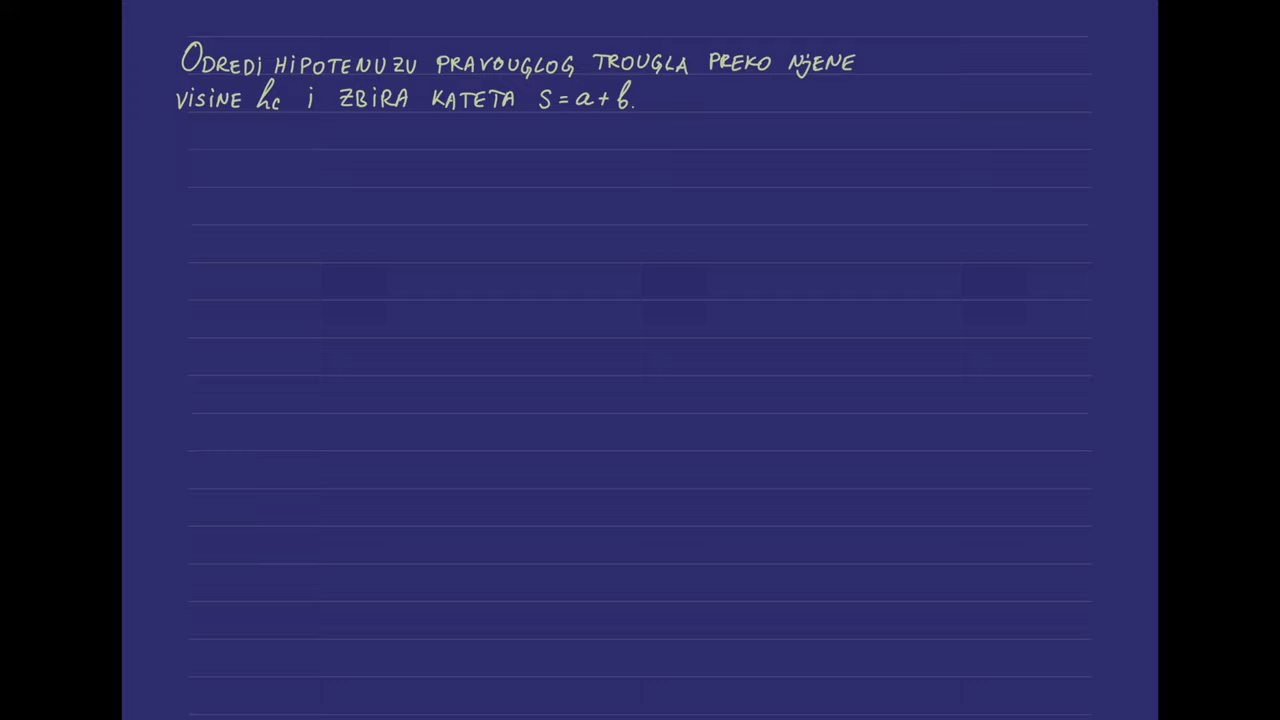 ODREDI HIPOTENUZU PRAVOUGLOG TROUGLA PREKO NJENE
VISINE hc i ZBIRA KATETA S = a + b.